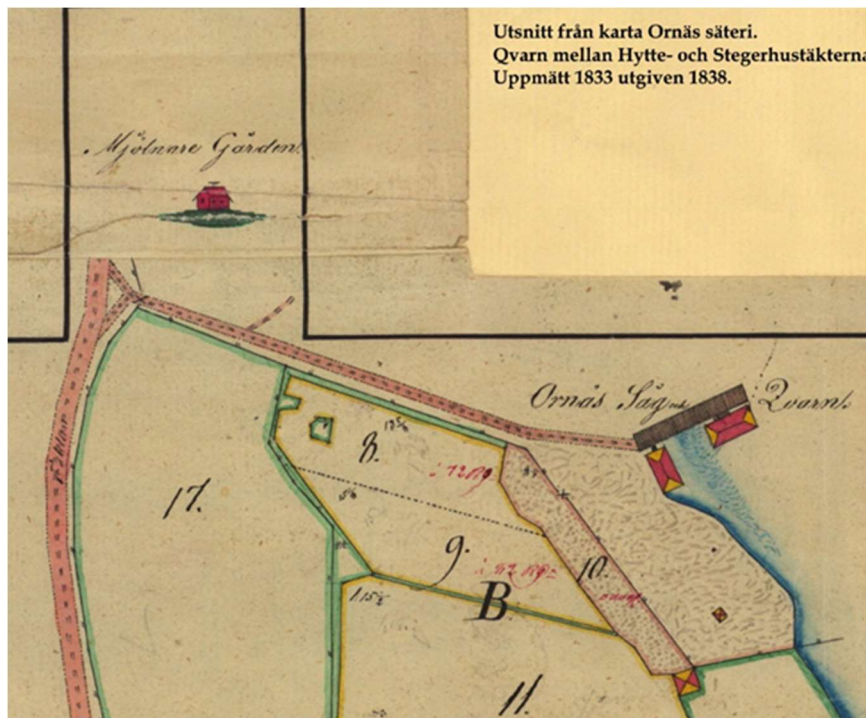 Utsnitt från karta Ornäs säteri.
Qvarn mellan Hytte- och Stegerhustäkterna
Uppmätt 1833 utgiven 1838.
Mjölnare Gården.
Ornäs Såg och Qvarn.
8.
17.
9.
B.
10.
11.